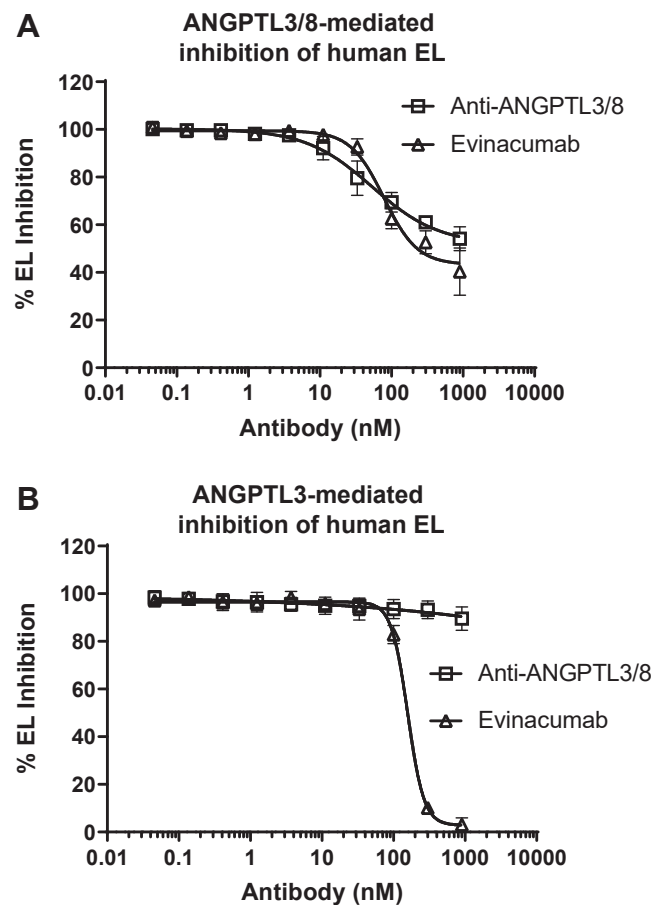 A
ANGPTL3/8-mediated
inhibition of human EL
120
100
80
60
40
20
0
% EL Inhibition
Anti-ANGPTL3/8
Evinacumab
0.01 0.1 1 10 100 1000 10000
Antibody (nM)
B
ANGPTL3-mediated
inhibition of human EL
120
100
80
60
40
20
0
% EL Inhibition
Anti-ANGPTL3/8
Evinacumab
0.01 0.1 1 10 100 1000 10000
Antibody (nM)